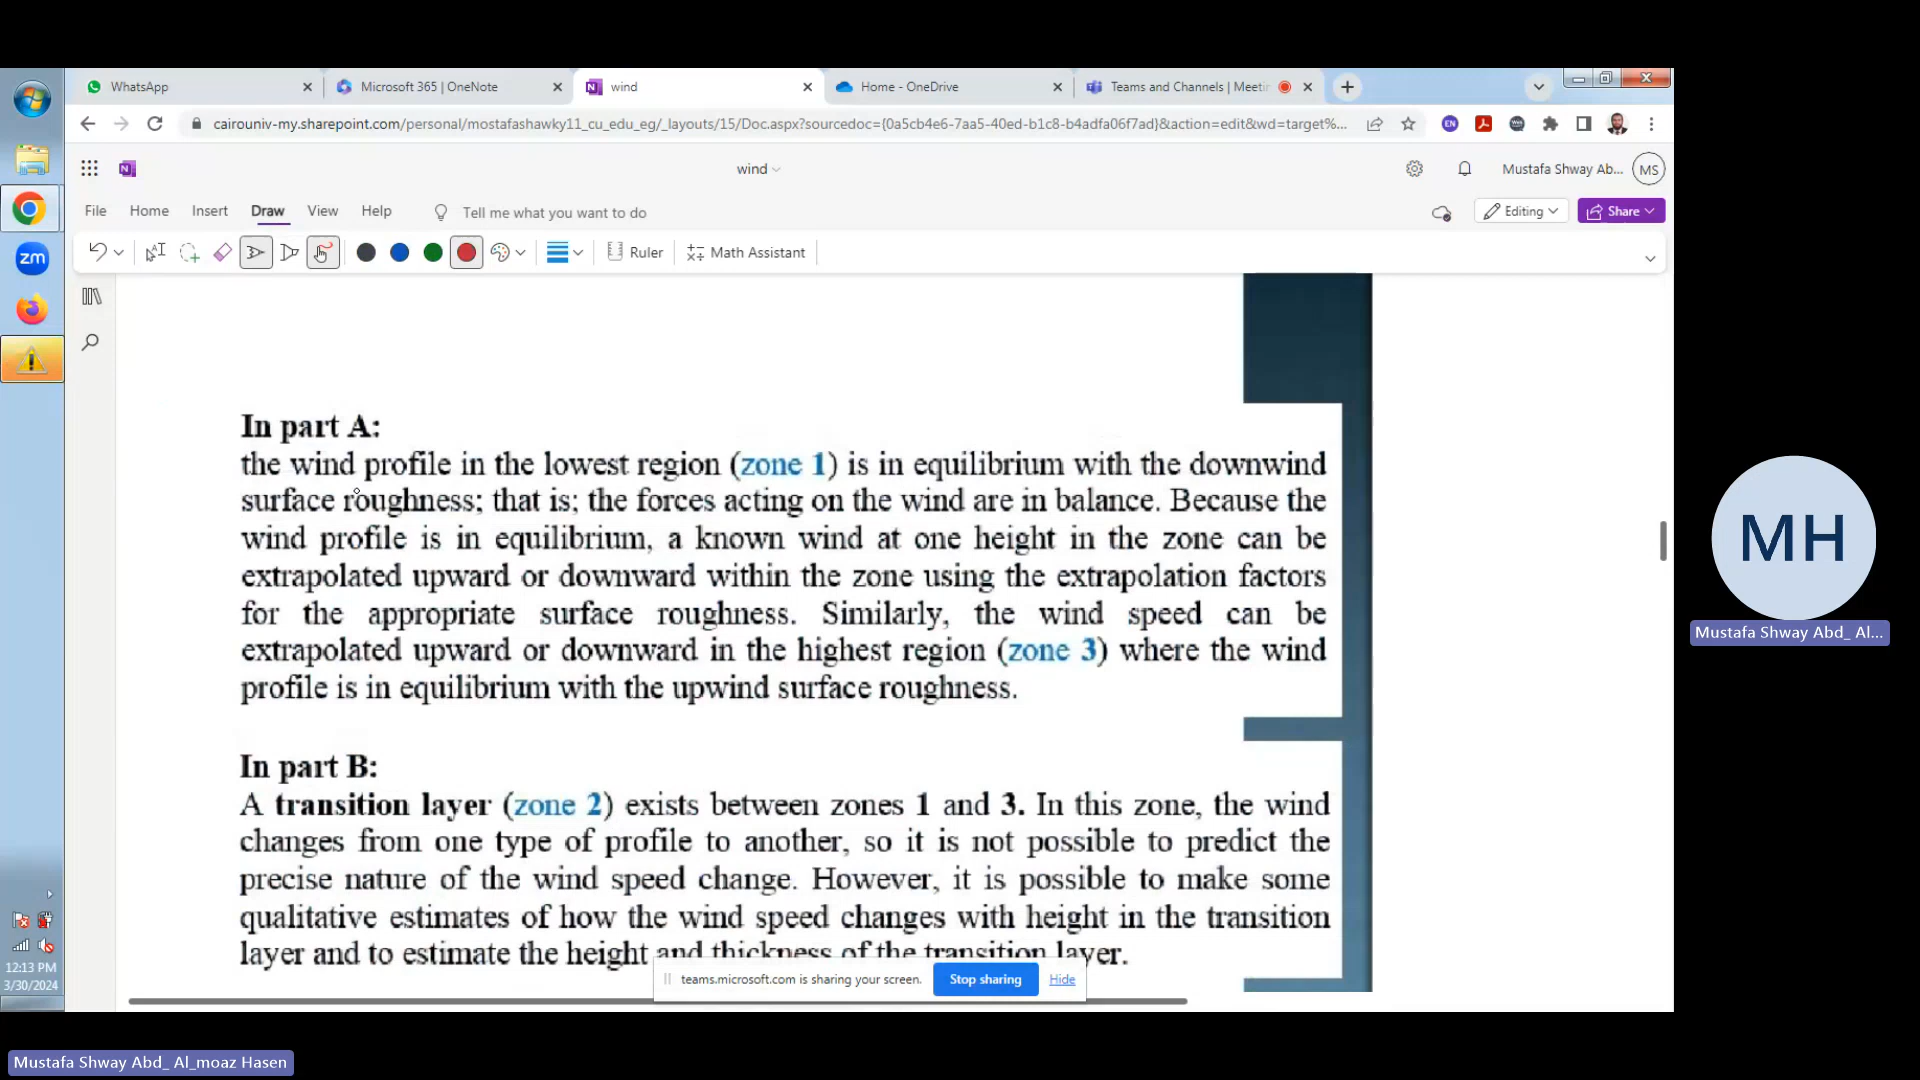 WhatsApp
Microsoft 365 | OneNote
wind
Home - OneDrive
Teams and Channels | Meetin
cairouniv-my.sharepoint.com/personal/mostafashawky11_cu_edu_eg/_layouts/15/Doc.aspx?sourcedoc={0a5cb4e6-7aa5-40ed-b1c8-b4adfa06f7ad}&action=edit&wd=target%...
EN
wind
Mustafa Shway Ab... MS
File Home Insert Draw View Help Tell me what you want to do
Editing Share
Ruler Math Assistant
zm
In part A:
the wind profile in the lowest region (zone 1) is in equilibrium with the downwind
surface roughness; that is; the forces acting on the wind are in balance. Because the
wind profile is in equilibrium, a known wind at one height in the zone can be
extrapolated upward or downward within the zone using the extrapolation factors
for the appropriate surface roughness. Similarly, the wind speed can be
extrapolated upward or downward in the highest region (zone 3) where the wind
profile is in equilibrium with the upwind surface roughness.
In part B:
A transition layer (zone 2) exists between zones 1 and 3. In this zone, the wind
changes from one type of profile to another, so it is not possible to predict the
precise nature of the wind speed change. However, it is possible to make some
qualitative estimates of how the wind speed changes with height in the transition
layer and to estimate the height and thickness of the transition layer.
teams.microsoft.com is sharing your screen. Stop sharing Hide
12:13 PM
3/30/2024
MH
Mustafa Shway Abd_ Al...
Mustafa Shway Abd_ Al_moaz Hasen